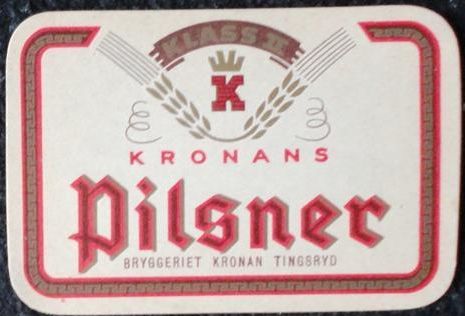 KLASS II
K
KRONANS
Pilsner
BRYGGERIET KRONAN TINGSRYD